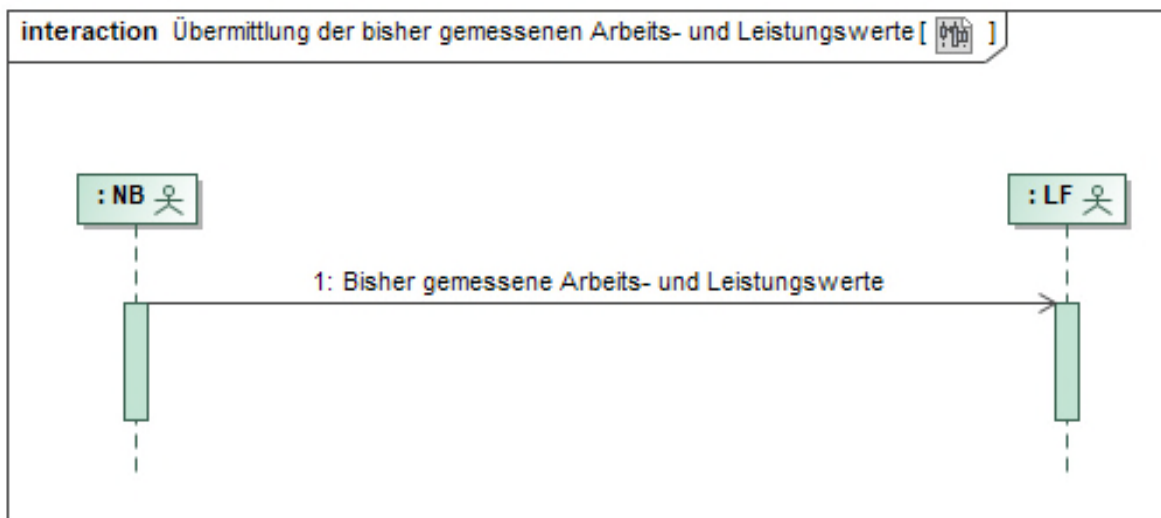 interaction Übermittlung der bisher gemessenen Arbeits- und Leistungswerte [ ]
: NB
: LF
1: Bisher gemessene Arbeits- und Leistungswerte